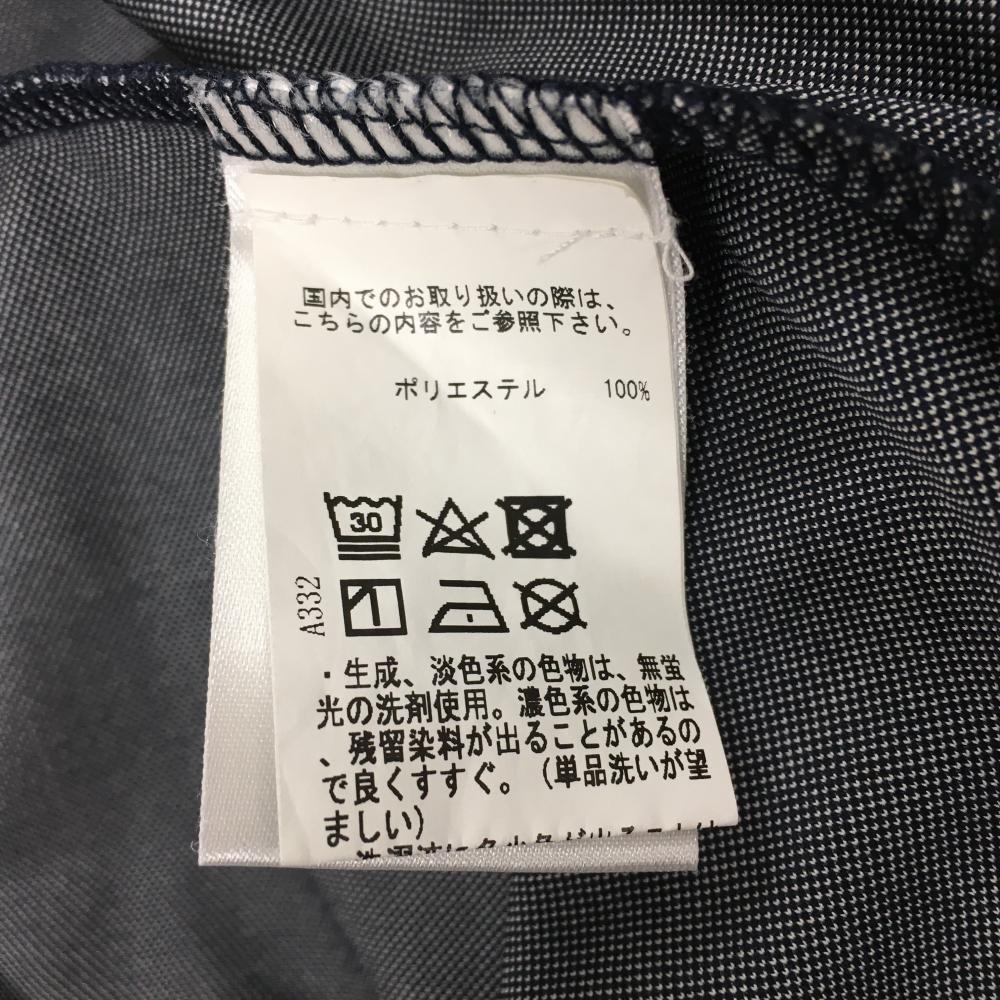 国内でのお取り扱いの際は、
こちらの内容をご参照下さい。
ポリエステル 100%
30
A332
・生成、淡色系の色物は、無蛍
光の洗剤使用。濃色系の色物は
、残留染料が出ることがあるの
で良くすすぐ。(単品洗いが望
ましい)